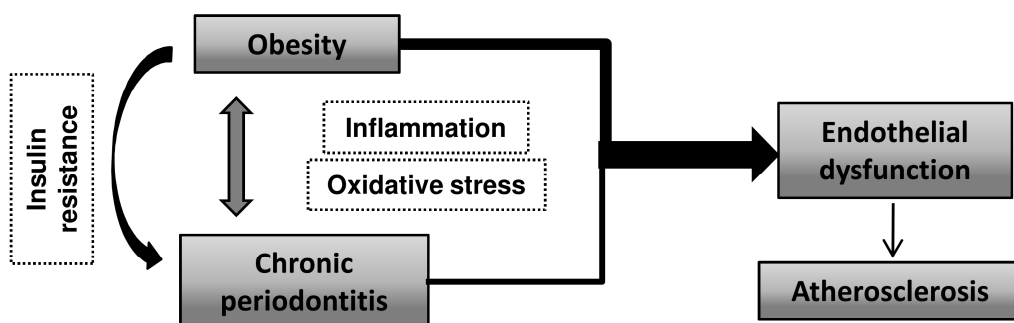 Obesity
Insulin
resistance
Inflammation
Oxidative stress
Chronic
periodontitis
Endothelial
dysfunction
Atherosclerosis